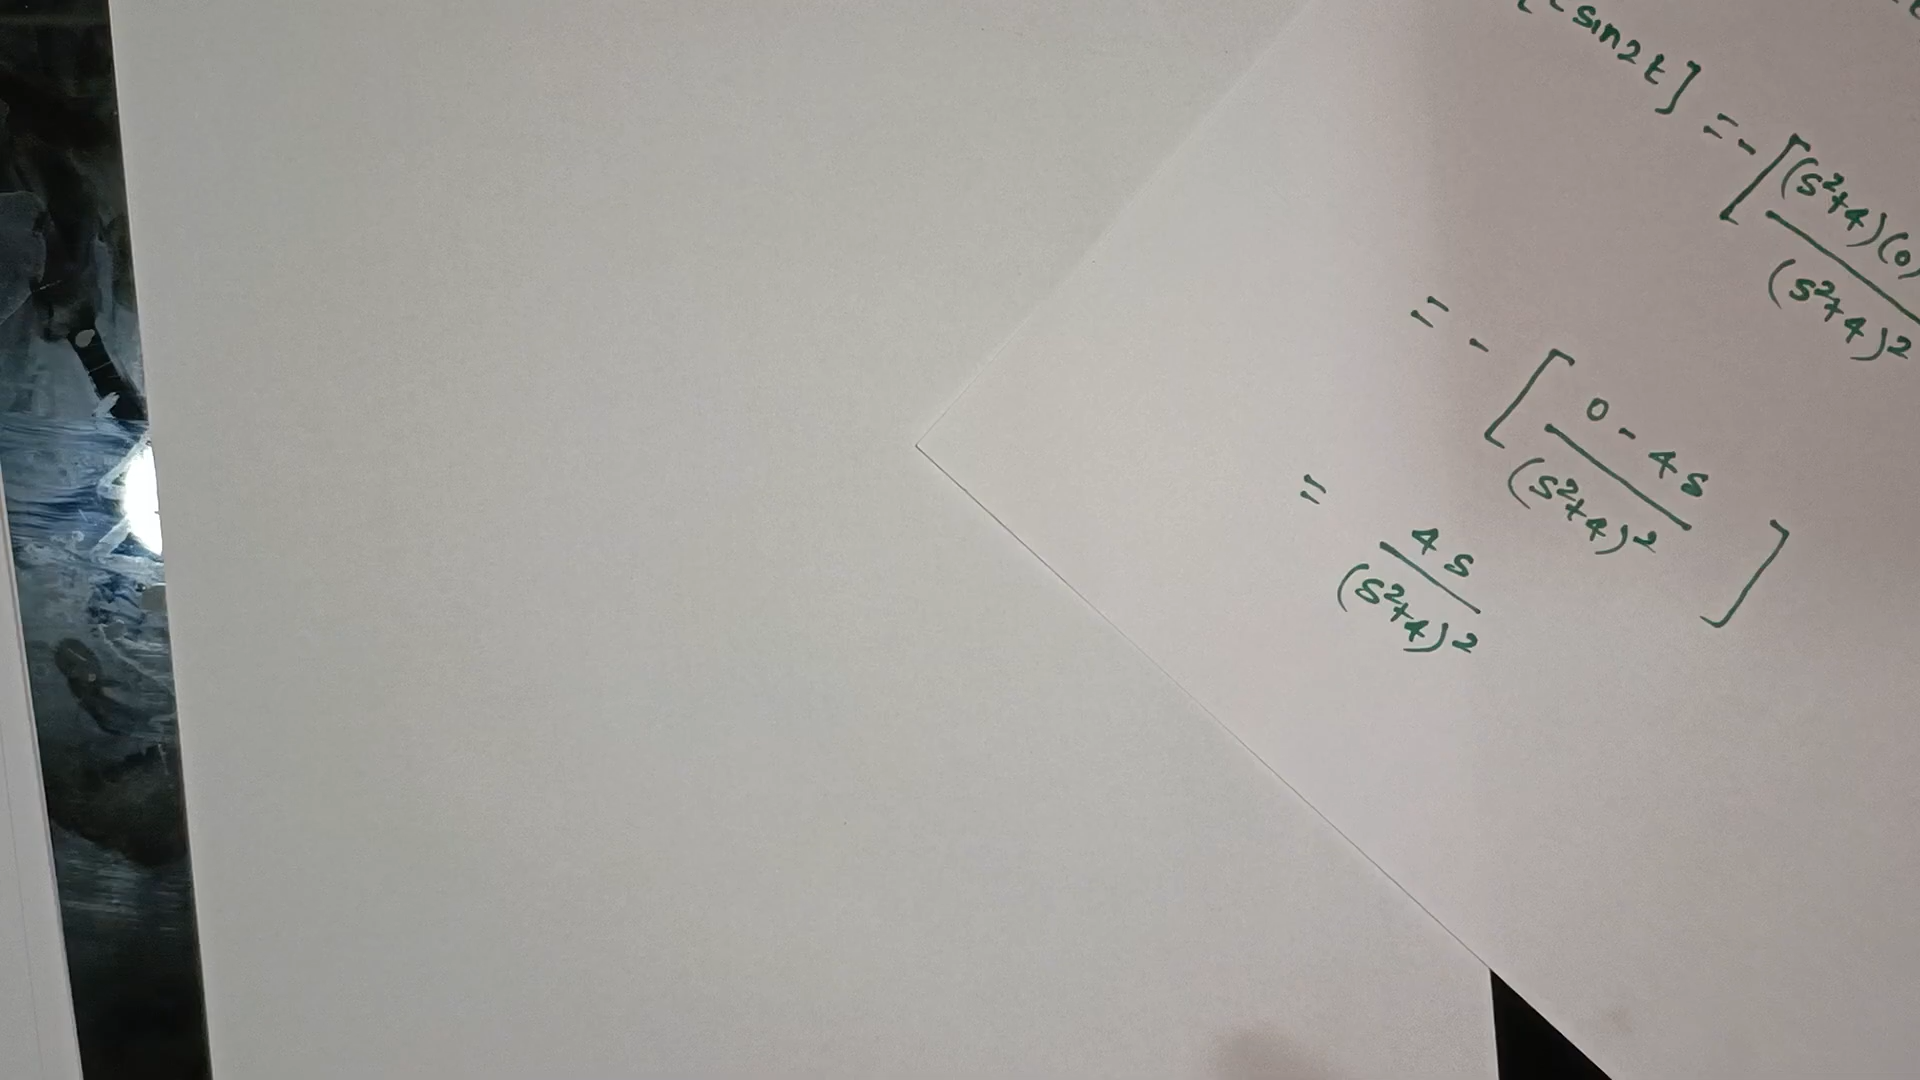 sin2t] = - [(s²+4)(0) / (s²+4)²
= - [0 - 4s / (s²+4)²]
= 4s / (s²+4)²